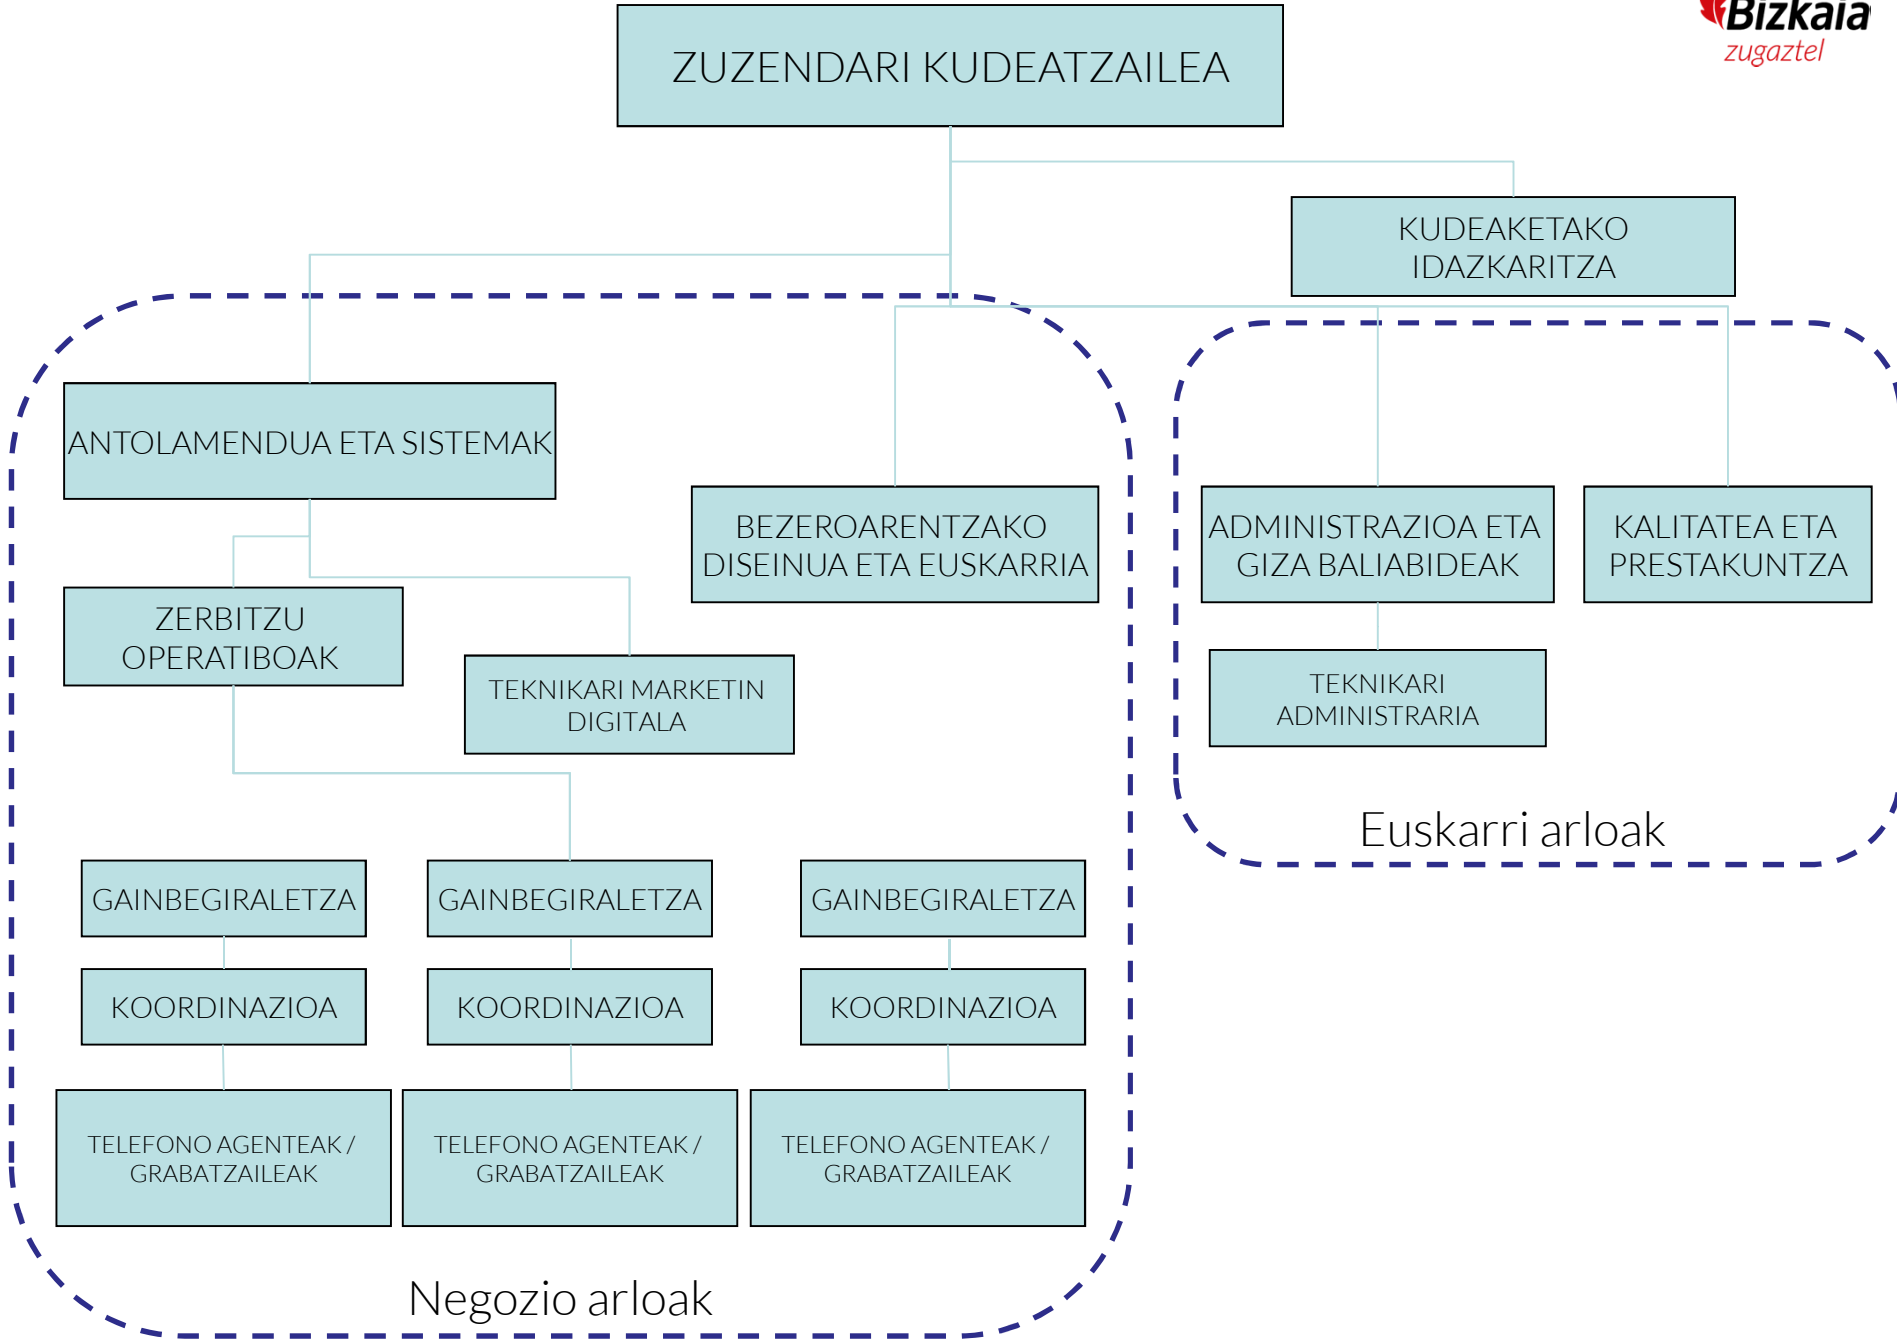 Bizkaia
zugaztel
ZUZENDARI KUDEATZAILEA
KUDEAKETAKO
IDAZKARITZA
ANTOLAMENDUA ETA SISTEMAK
BEZEROARENTZAKO
DISEINUA ETA EUSKARRIA
ADMINISTRAZIOA ETA
GIZA BALIABIDEAK
KALITATEA ETA
PRESTAKUNTZA
ZERBITZU
OPERATIBOAK
TEKNIKARI MARKETIN
DIGITALA
TEKNIKARI
ADMINISTRARIA
Euskarri arloak
GAINBEGIRALETZA
GAINBEGIRALETZA
GAINBEGIRALETZA
KOORDINAZIOA
KOORDINAZIOA
KOORDINAZIOA
TELEFONO AGENTEAK /
GRABATZAILEAK
TELEFONO AGENTEAK /
GRABATZAILEAK
TELEFONO AGENTEAK /
GRABATZAILEAK
Negozio arloak